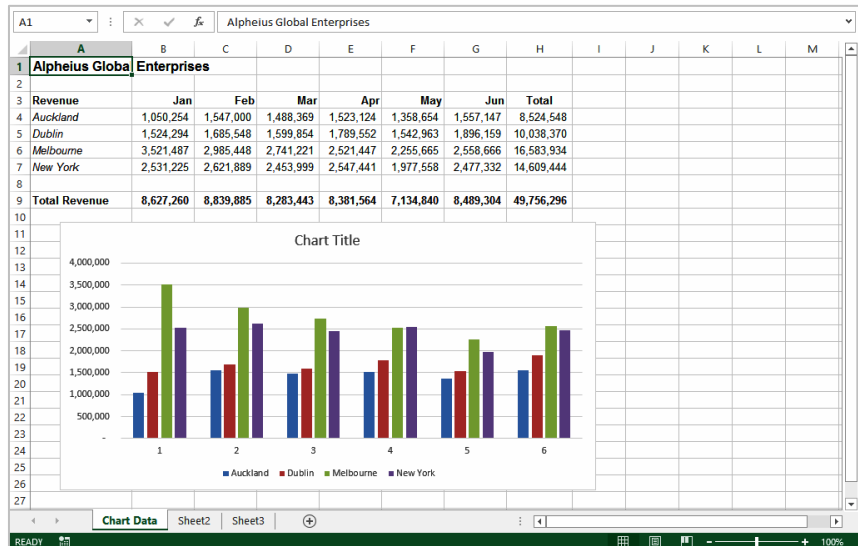 A1 fx Alpheius Global Enterprises
A B C D E F G H I J K L M
1 Alpheius Globa Enterprises
2
3 Revenue Jan Feb Mar Apr May Jun Total
4 Auckland 1,050,254 1,547,000 1,488,369 1,523,124 1,358,654 1,557,147 8,524,548
5 Dublin 1,524,294 1,685,548 1,599,854 1,789,552 1,542,963 1,896,159 10,038,370
6 Melbourne 3,521,487 2,985,448 2,741,221 2,521,447 2,255,665 2,558,666 16,583,934
7 New York 2,531,225 2,621,889 2,453,999 2,547,441 1,977,558 2,477,332 14,609,444
8
9 Total Revenue 8,627,260 8,839,885 8,283,443 8,381,564 7,134,840 8,489,304 49,756,296
10
11
12
13
14
15
16
17
18
19
20
21
22
23
24
25
26
27
Chart Title
4,000,000
3,500,000
3,000,000
2,500,000
2,000,000
1,500,000
1,000,000
500,000
-
1 2 3 4 5 6
Auckland Dublin Melbourne New York
Chart Data Sheet2 Sheet3
READY 100%